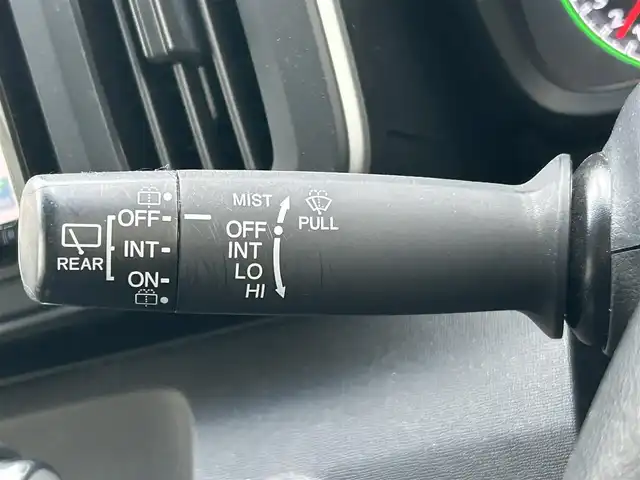 REAR
OFF
INT
ON
MIST
OFF
INT
LO
HI
PULL